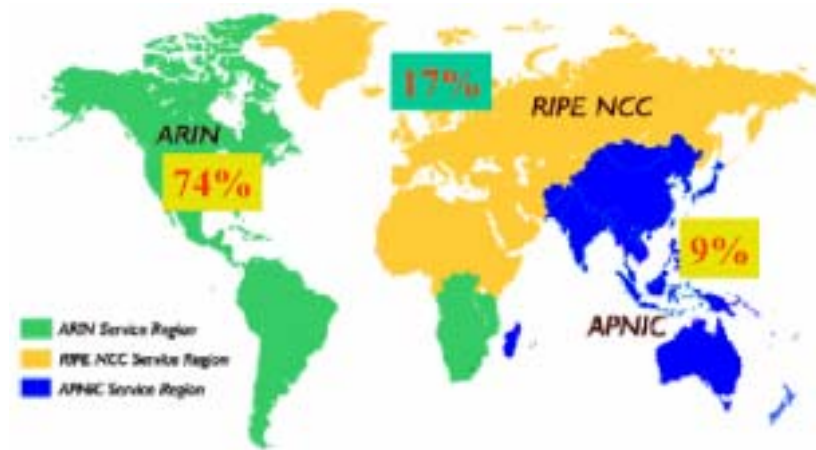 17%
RIPE NCC
ARIN
74%
9%
APNIC
ARIN Service Region
RIPE NCC Service Region
APNIC Service Region